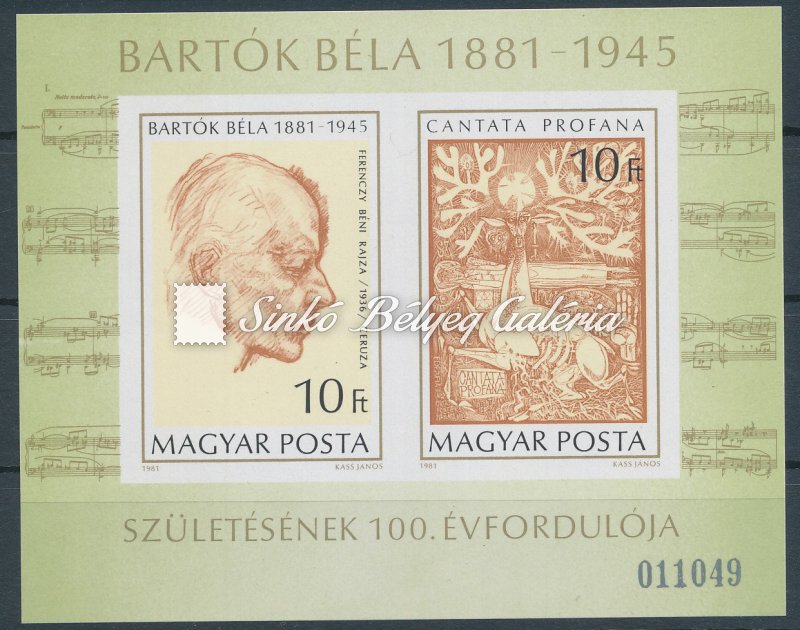 BARTÓK BÉLA 1881-1945
I.
BARTÓK BÉLA 1881-1945
FERENCZY BÉNI RAJZA / 1936 / CERUZA
10 Ft
MAGYAR POSTA
1981
KASS JÁNOS
CANTATA PROFANA
10 Ft
CANTATA
PROFANA
MAGYAR POSTA
1981
KASS JÁNOS
Sinkó Bélyeg Galéria
SZÜLETÉSÉNEK 100. ÉVFORDULÓJA
011049